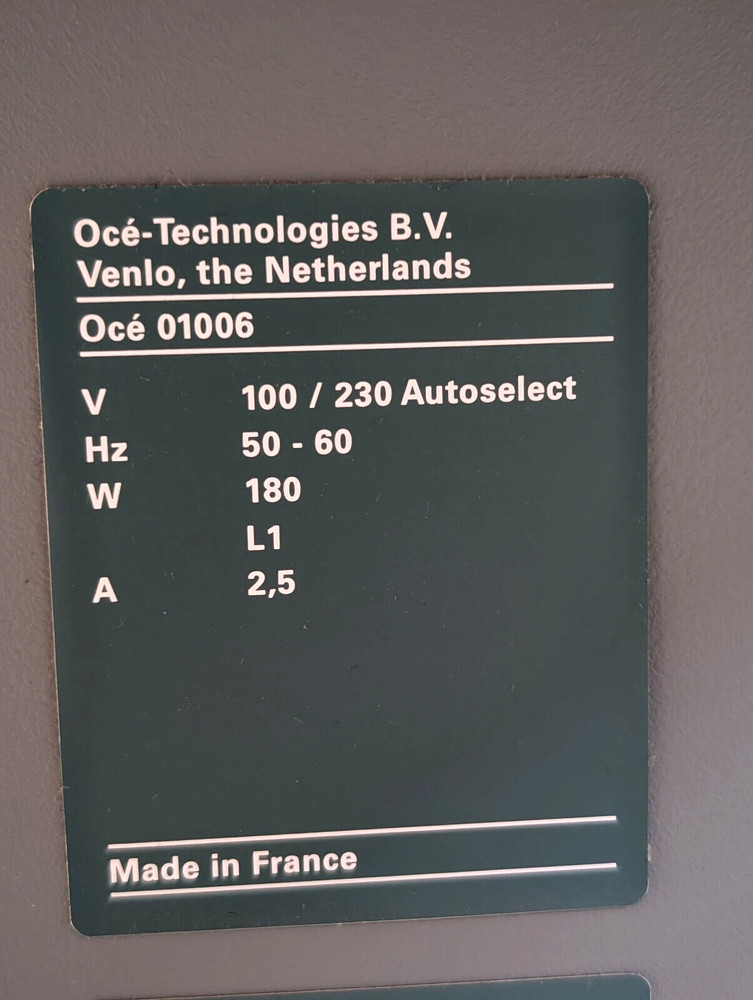 Océ-Technologies B.V.
Venlo, the Netherlands
Océ 01006
V 100 / 230 Autoselect
Hz 50 - 60
W 180
L1
A 2,5
Made in France